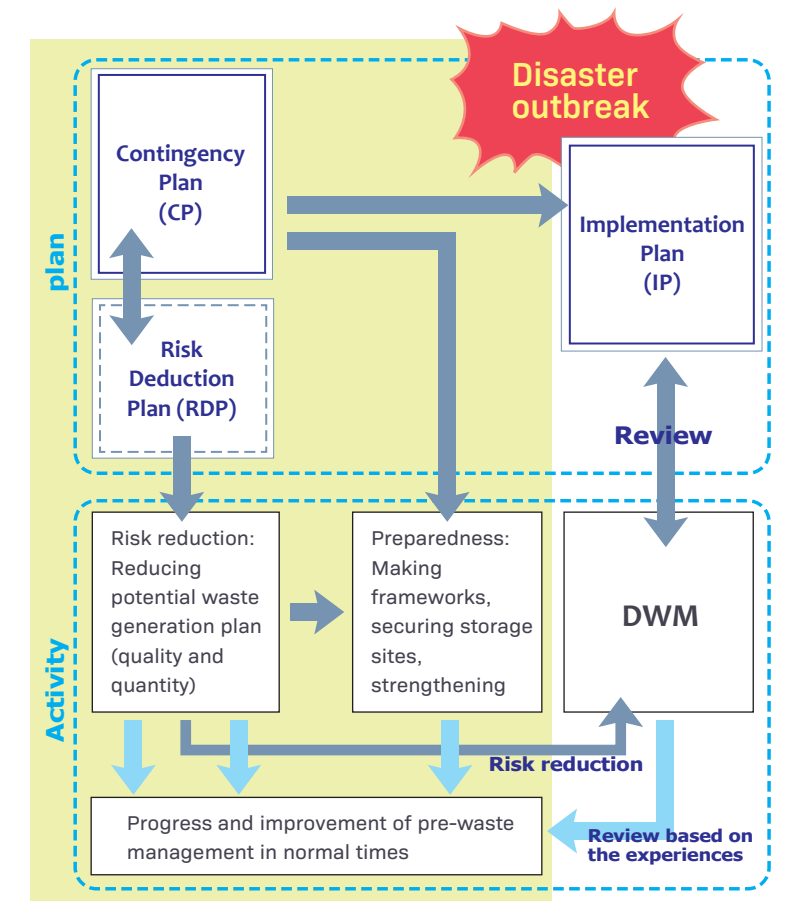 Disaster
outbreak
plan
Contingency
Plan
(CP)
Implementation
Plan
(IP)
Risk
Deduction
Plan (RDP)
Review
Activity
Risk reduction:
Reducing
potential waste
generation plan
(quality and
quantity)
Preparedness:
Making
frameworks,
securing storage
sites,
strengthening
DWM
Risk reduction
Progress and improvement of pre-waste
management in normal times
Review based on
the experiences